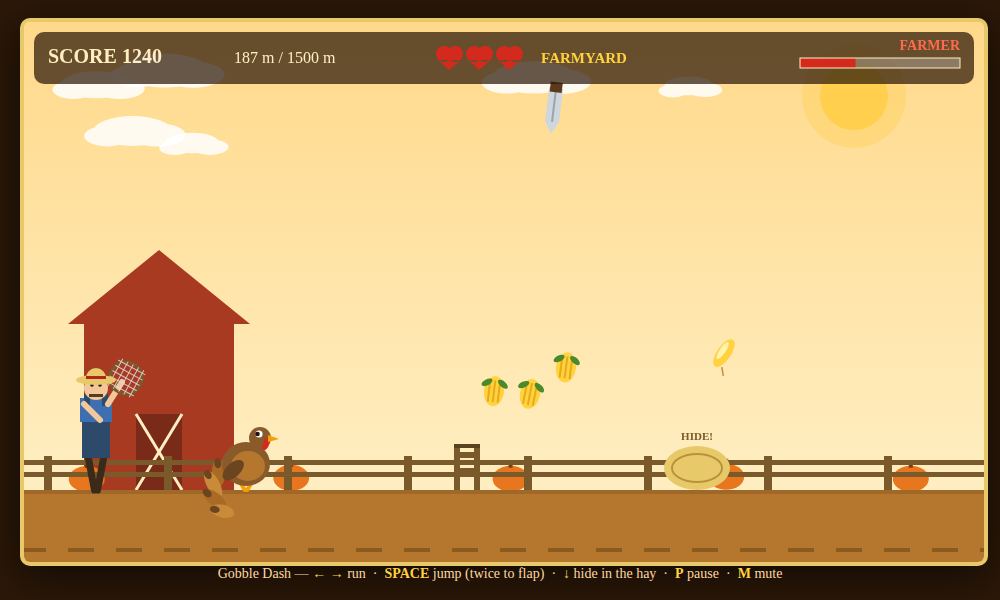 SCORE 1240
187 m / 1500 m
FARMYARD
FARMER
HIDE!
Gobble Dash — ← → run · SPACE jump (twice to flap) · ↓ hide in the hay · P pause · M mute